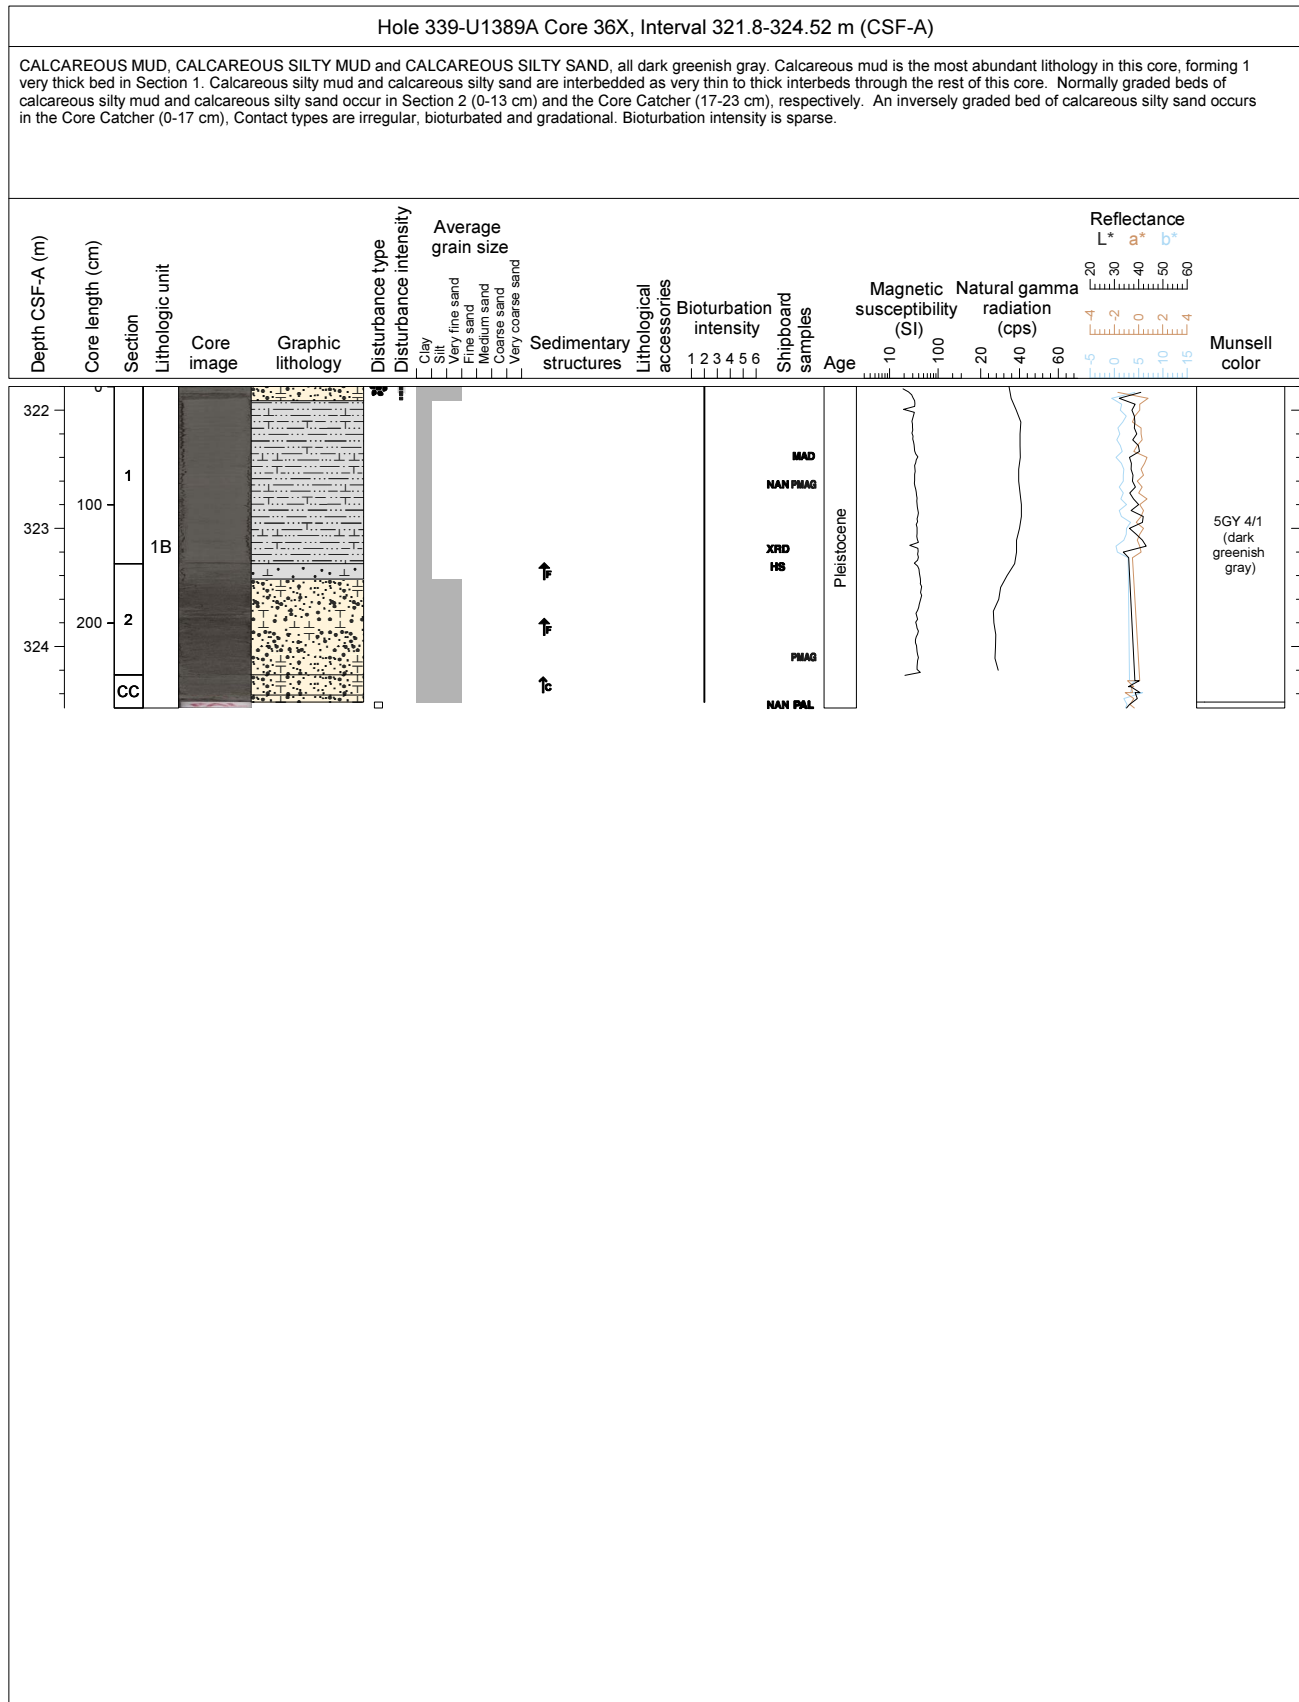 Hole 339-U1389A Core 36X, Interval 321.8-324.52 m (CSF-A)
CALCAREOUS MUD, CALCAREOUS SILTY MUD and CALCAREOUS SILTY SAND, all dark greenish gray. Calcareous mud is the most abundant lithology in this core, forming 1
very thick bed in Section 1. Calcareous silty mud and calcareous silty sand are interbedded as very thin to thick interbeds through the rest of this core. Normally graded beds of
calcareous silty mud and calcareous silty sand occur in Section 2 (0-13 cm) and the Core Catcher (17-23 cm), respectively. An inversely graded bed of calcareous silty sand occurs
in the Core Catcher (0-17 cm), Contact types are irregular, bioturbated and gradational. Bioturbation intensity is sparse.
Depth CSF-A (m)
Core length (cm)
Section
Lithologic unit
Core
image
Graphic
lithology
Disturbance type
Disturbance intensity
Average
grain size
Clay
Silt
Very fine sand
Fine sand
Medium sand
Coarse sand
Very coarse sand
Sedimentary
structures
Lithological
accessories
Bioturbation
intensity
1 2 3 4 5 6
Shipboard
samples
Age
Magnetic
susceptibility
(SI)
10 100
Natural gamma
radiation
(cps)
20 40 60
Reflectance
L* a* b*
20 30 40 50 60
-4 -2 0 2 4
-5 0 5 10 15
Munsell
color
0
322
MAD
1
NAN PMAG
100
323
1B
5GY 4/1
(dark
greenish
gray)
Pleistocene
XRD
HS
F
2
200
F
324
PMAG
CC
C
NAN PAL